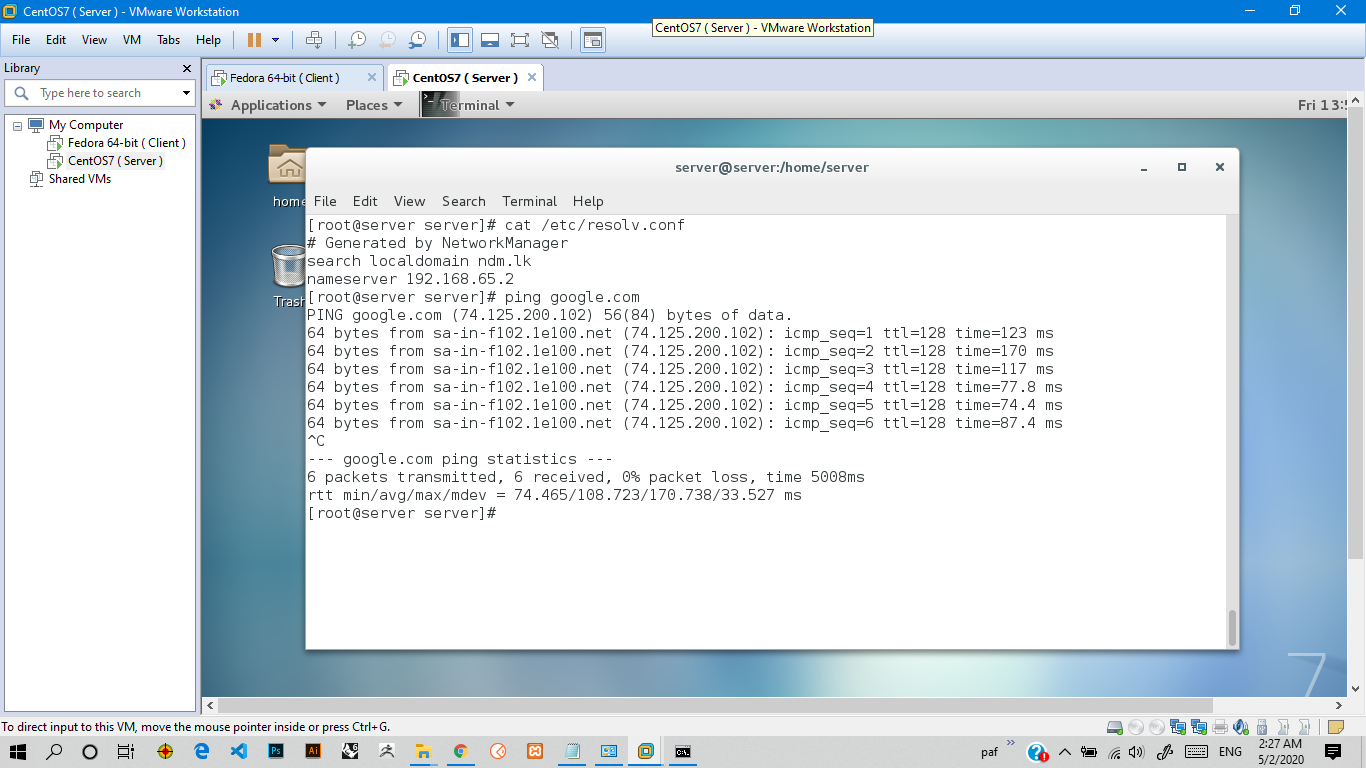 CentOS7 ( Server ) - VMware Workstation
CentOS7 ( Server ) - VMware Workstation
File Edit View VM Tabs Help
Library
Type here to search
My Computer
Fedora 64-bit ( Client )
CentOS7 ( Server )
Shared VMs
Fedora 64-bit ( Client )
CentOS7 ( Server )
Applications Places Terminal
home
Trash
server@server:/home/server
File Edit View Search Terminal Help
[root@server server]# cat /etc/resolv.conf
# Generated by NetworkManager
search localdomain ndm.lk
nameserver 192.168.65.2
[root@server server]# ping google.com
PING google.com (74.125.200.102) 56(84) bytes of data.
64 bytes from sa-in-f102.1e100.net (74.125.200.102): icmp_seq=1 ttl=128 time=123 ms
64 bytes from sa-in-f102.1e100.net (74.125.200.102): icmp_seq=2 ttl=128 time=170 ms
64 bytes from sa-in-f102.1e100.net (74.125.200.102): icmp_seq=3 ttl=128 time=117 ms
64 bytes from sa-in-f102.1e100.net (74.125.200.102): icmp_seq=4 ttl=128 time=77.8 ms
64 bytes from sa-in-f102.1e100.net (74.125.200.102): icmp_seq=5 ttl=128 time=74.4 ms
64 bytes from sa-in-f102.1e100.net (74.125.200.102): icmp_seq=6 ttl=128 time=87.4 ms
^C
--- google.com ping statistics ---
6 packets transmitted, 6 received, 0% packet loss, time 5008ms
rtt min/avg/max/mdev = 74.465/108.723/170.738/33.527 ms
[root@server server]#
Fri 13:
7
To direct input to this VM, move the mouse pointer inside or press Ctrl+G.
Ps
Ai
paf
ENG
2:27 AM
5/2/2020